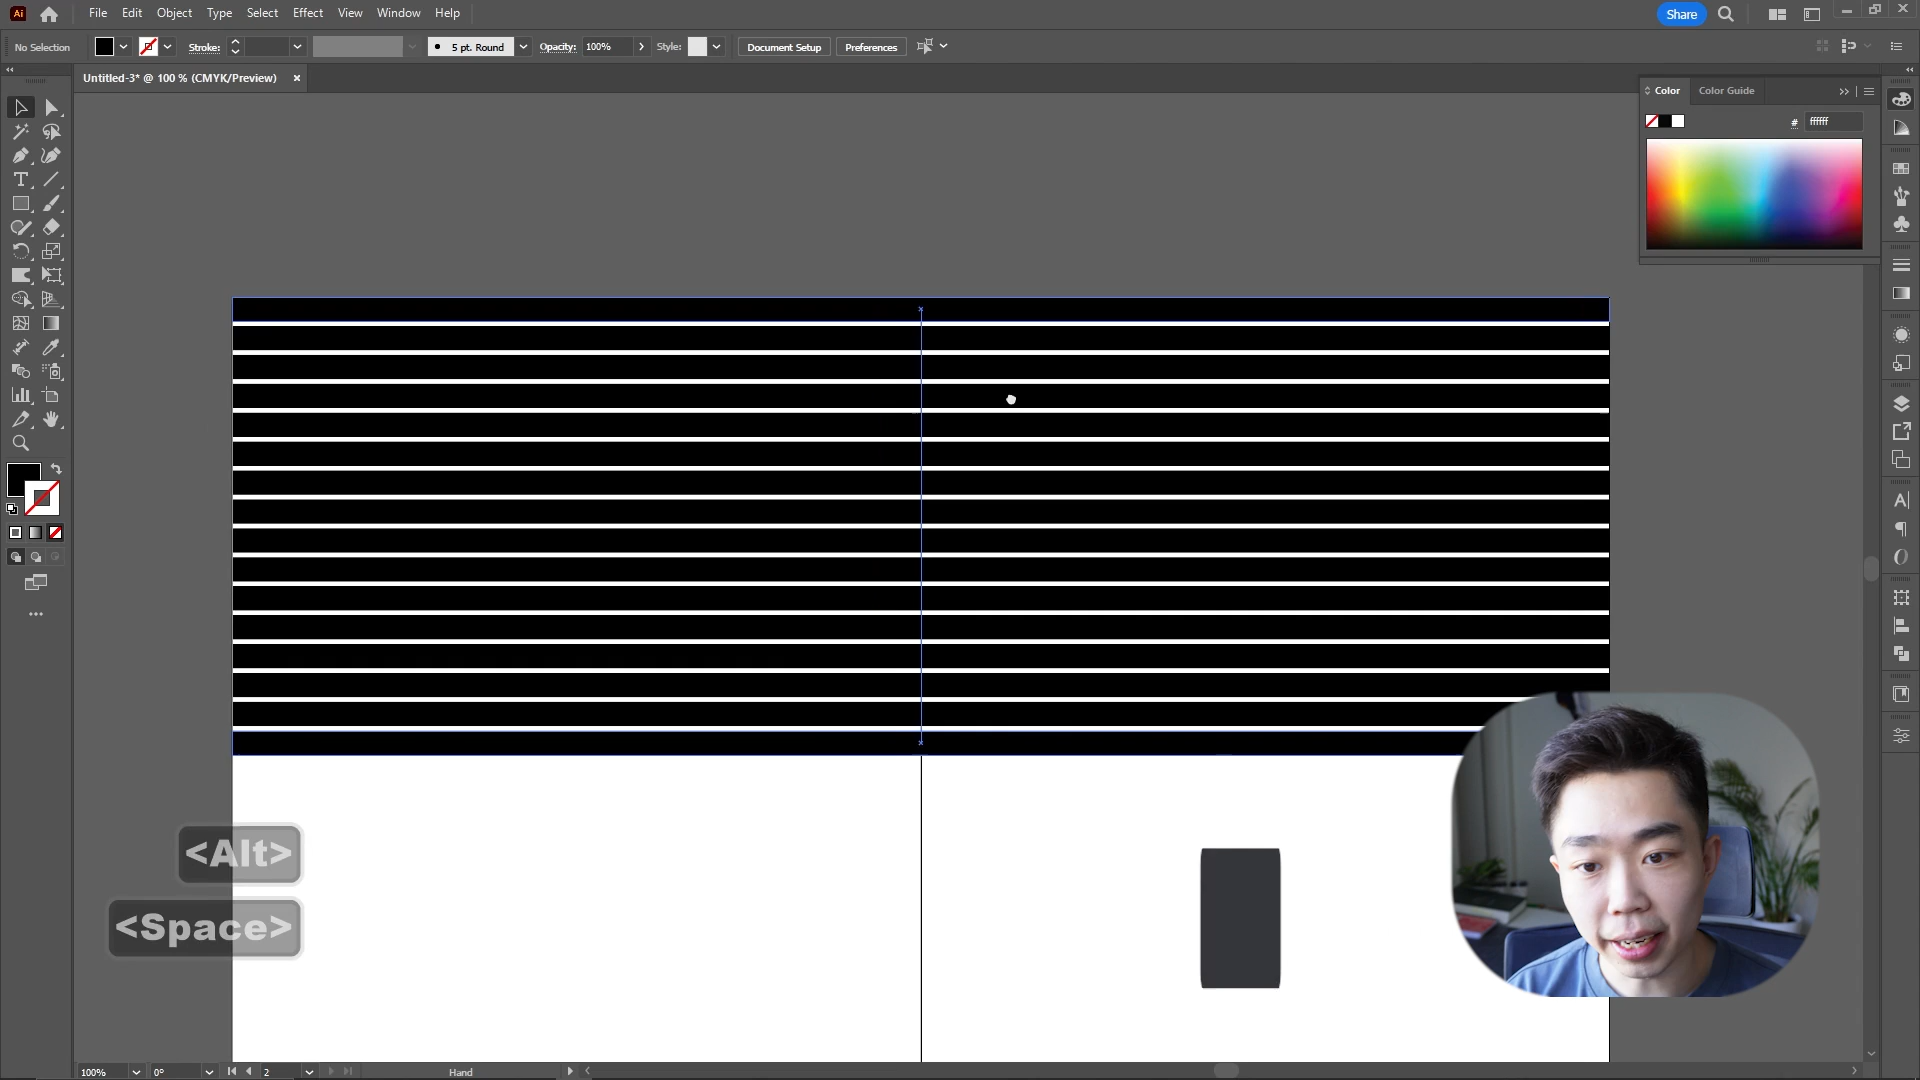 Ai
File Edit Object Type Select Effect View Window Help
Share
No Selection
Stroke:
5 pt. Round
Opacity: 100%
Style:
Document Setup
Preferences
Untitled-3* @ 100 % (CMYK/Preview)
Color
Color Guide
# ffffff
<Alt>
<Space>
100%
0°
2
Hand